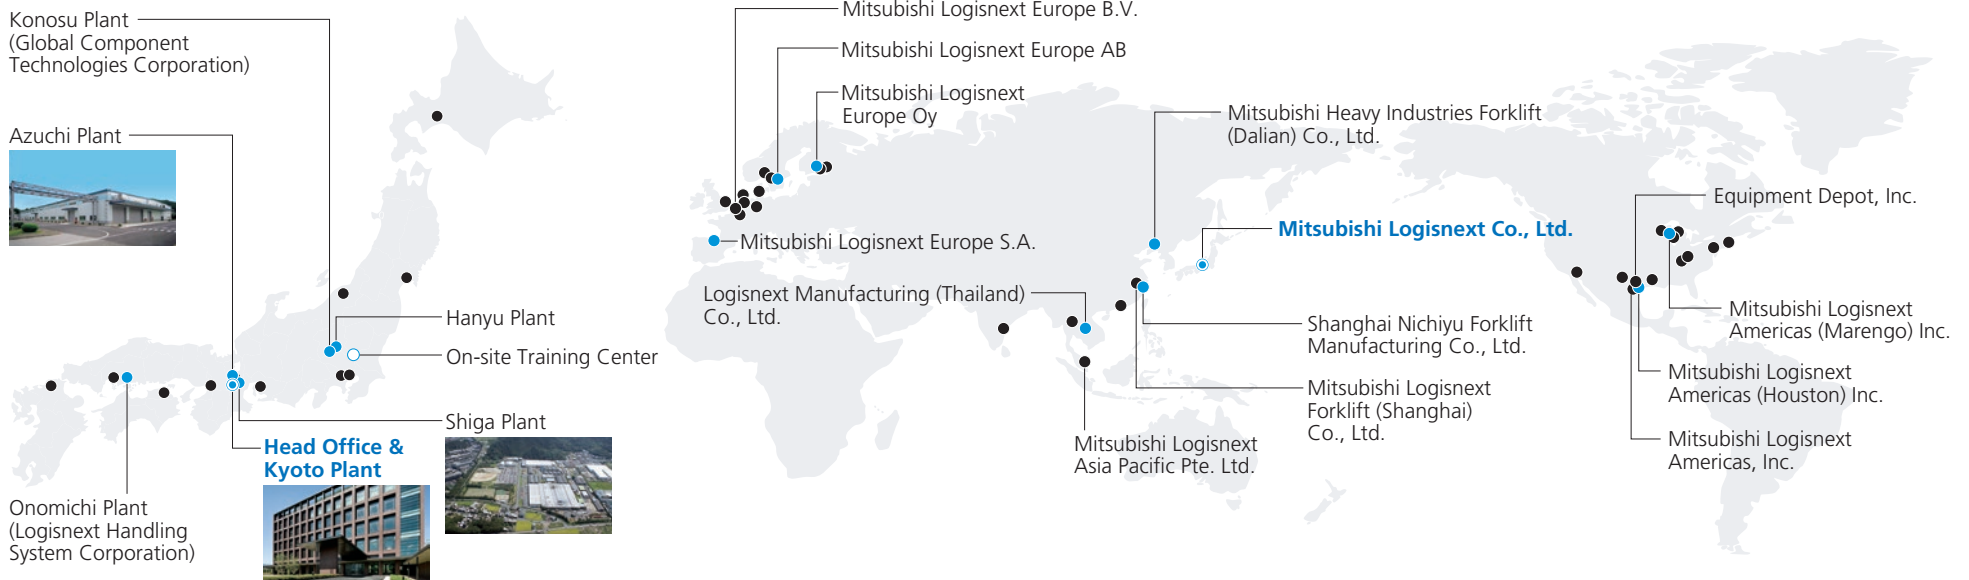 Konosu Plant
(Global Component
Technologies Corporation)
Azuchi Plant
Hanyu Plant
On-site Training Center
Shiga Plant
Head Office &
Kyoto Plant
Onomichi Plant
(Logisnext Handling
System Corporation)
Mitsubishi Logisnext Europe B.V.
Mitsubishi Logisnext Europe AB
Mitsubishi Logisnext
Europe Oy
Mitsubishi Logisnext Europe S.A.
Logisnext Manufacturing (Thailand)
Co., Ltd.
Mitsubishi Logisnext
Asia Pacific Pte. Ltd.
Mitsubishi Heavy Industries Forklift
(Dalian) Co., Ltd.
Mitsubishi Logisnext Co., Ltd.
Shanghai Nichiyu Forklift
Manufacturing Co., Ltd.
Mitsubishi Logisnext
Forklift (Shanghai)
Co., Ltd.
Equipment Depot, Inc.
Mitsubishi Logisnext
Americas (Marengo) Inc.
Mitsubishi Logisnext
Americas (Houston) Inc.
Mitsubishi Logisnext
Americas, Inc.